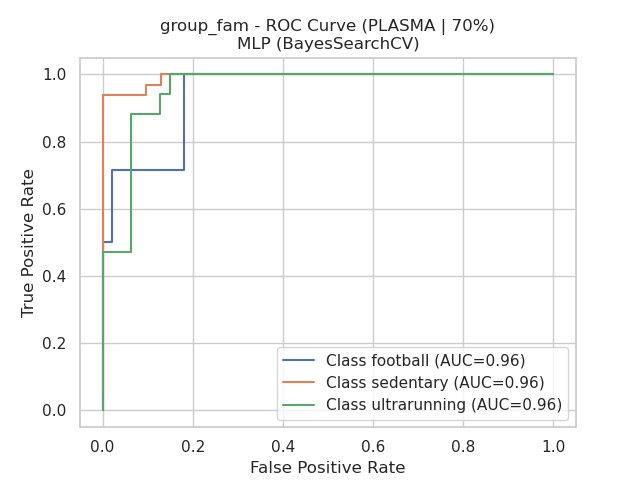 group_fam - ROC Curve (PLASMA | 70%)
MLP (BayesSearchCV)
True Positive Rate
1.0
0.8
0.6
0.4
0.2
0.0
Class football (AUC=0.96)
Class sedentary (AUC=0.96)
Class ultrarunning (AUC=0.96)
0.0 0.2 0.4 0.6 0.8 1.0
False Positive Rate